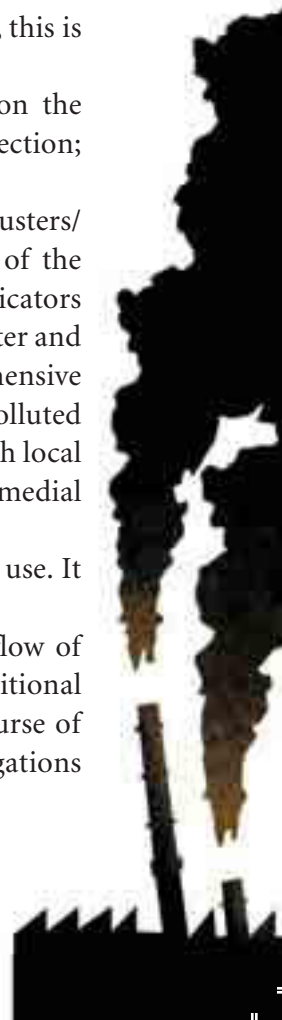 , this is
on the
ection;
usters/
of the
icators
ter and
hensive
olluted
h local
medial
use. It
flow of
itional
urse of
gations